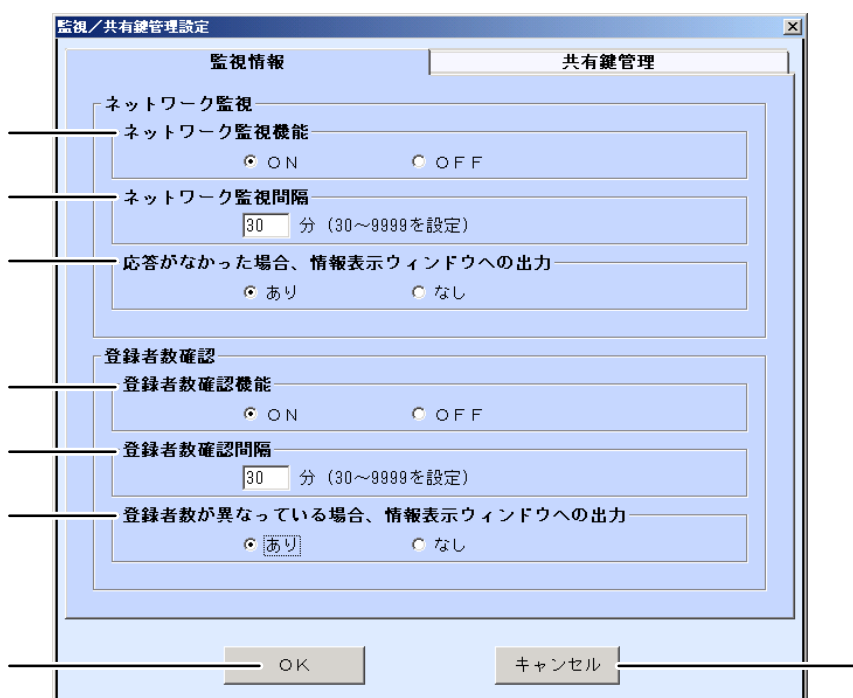 監視/共有鍵管理設定
監視情報 共有鍵管理
ネットワーク監視
ネットワーク監視機能
ON OFF
ネットワーク監視間隔
30 分 (30~9999を設定)
応答がなかった場合、情報表示ウィンドウへの出力
あり なし
登録者数確認
登録者数確認機能
ON OFF
登録者数確認間隔
30 分 (30~9999を設定)
登録者数が異なっている場合、情報表示ウィンドウへの出力
あり なし
OK キャンセル